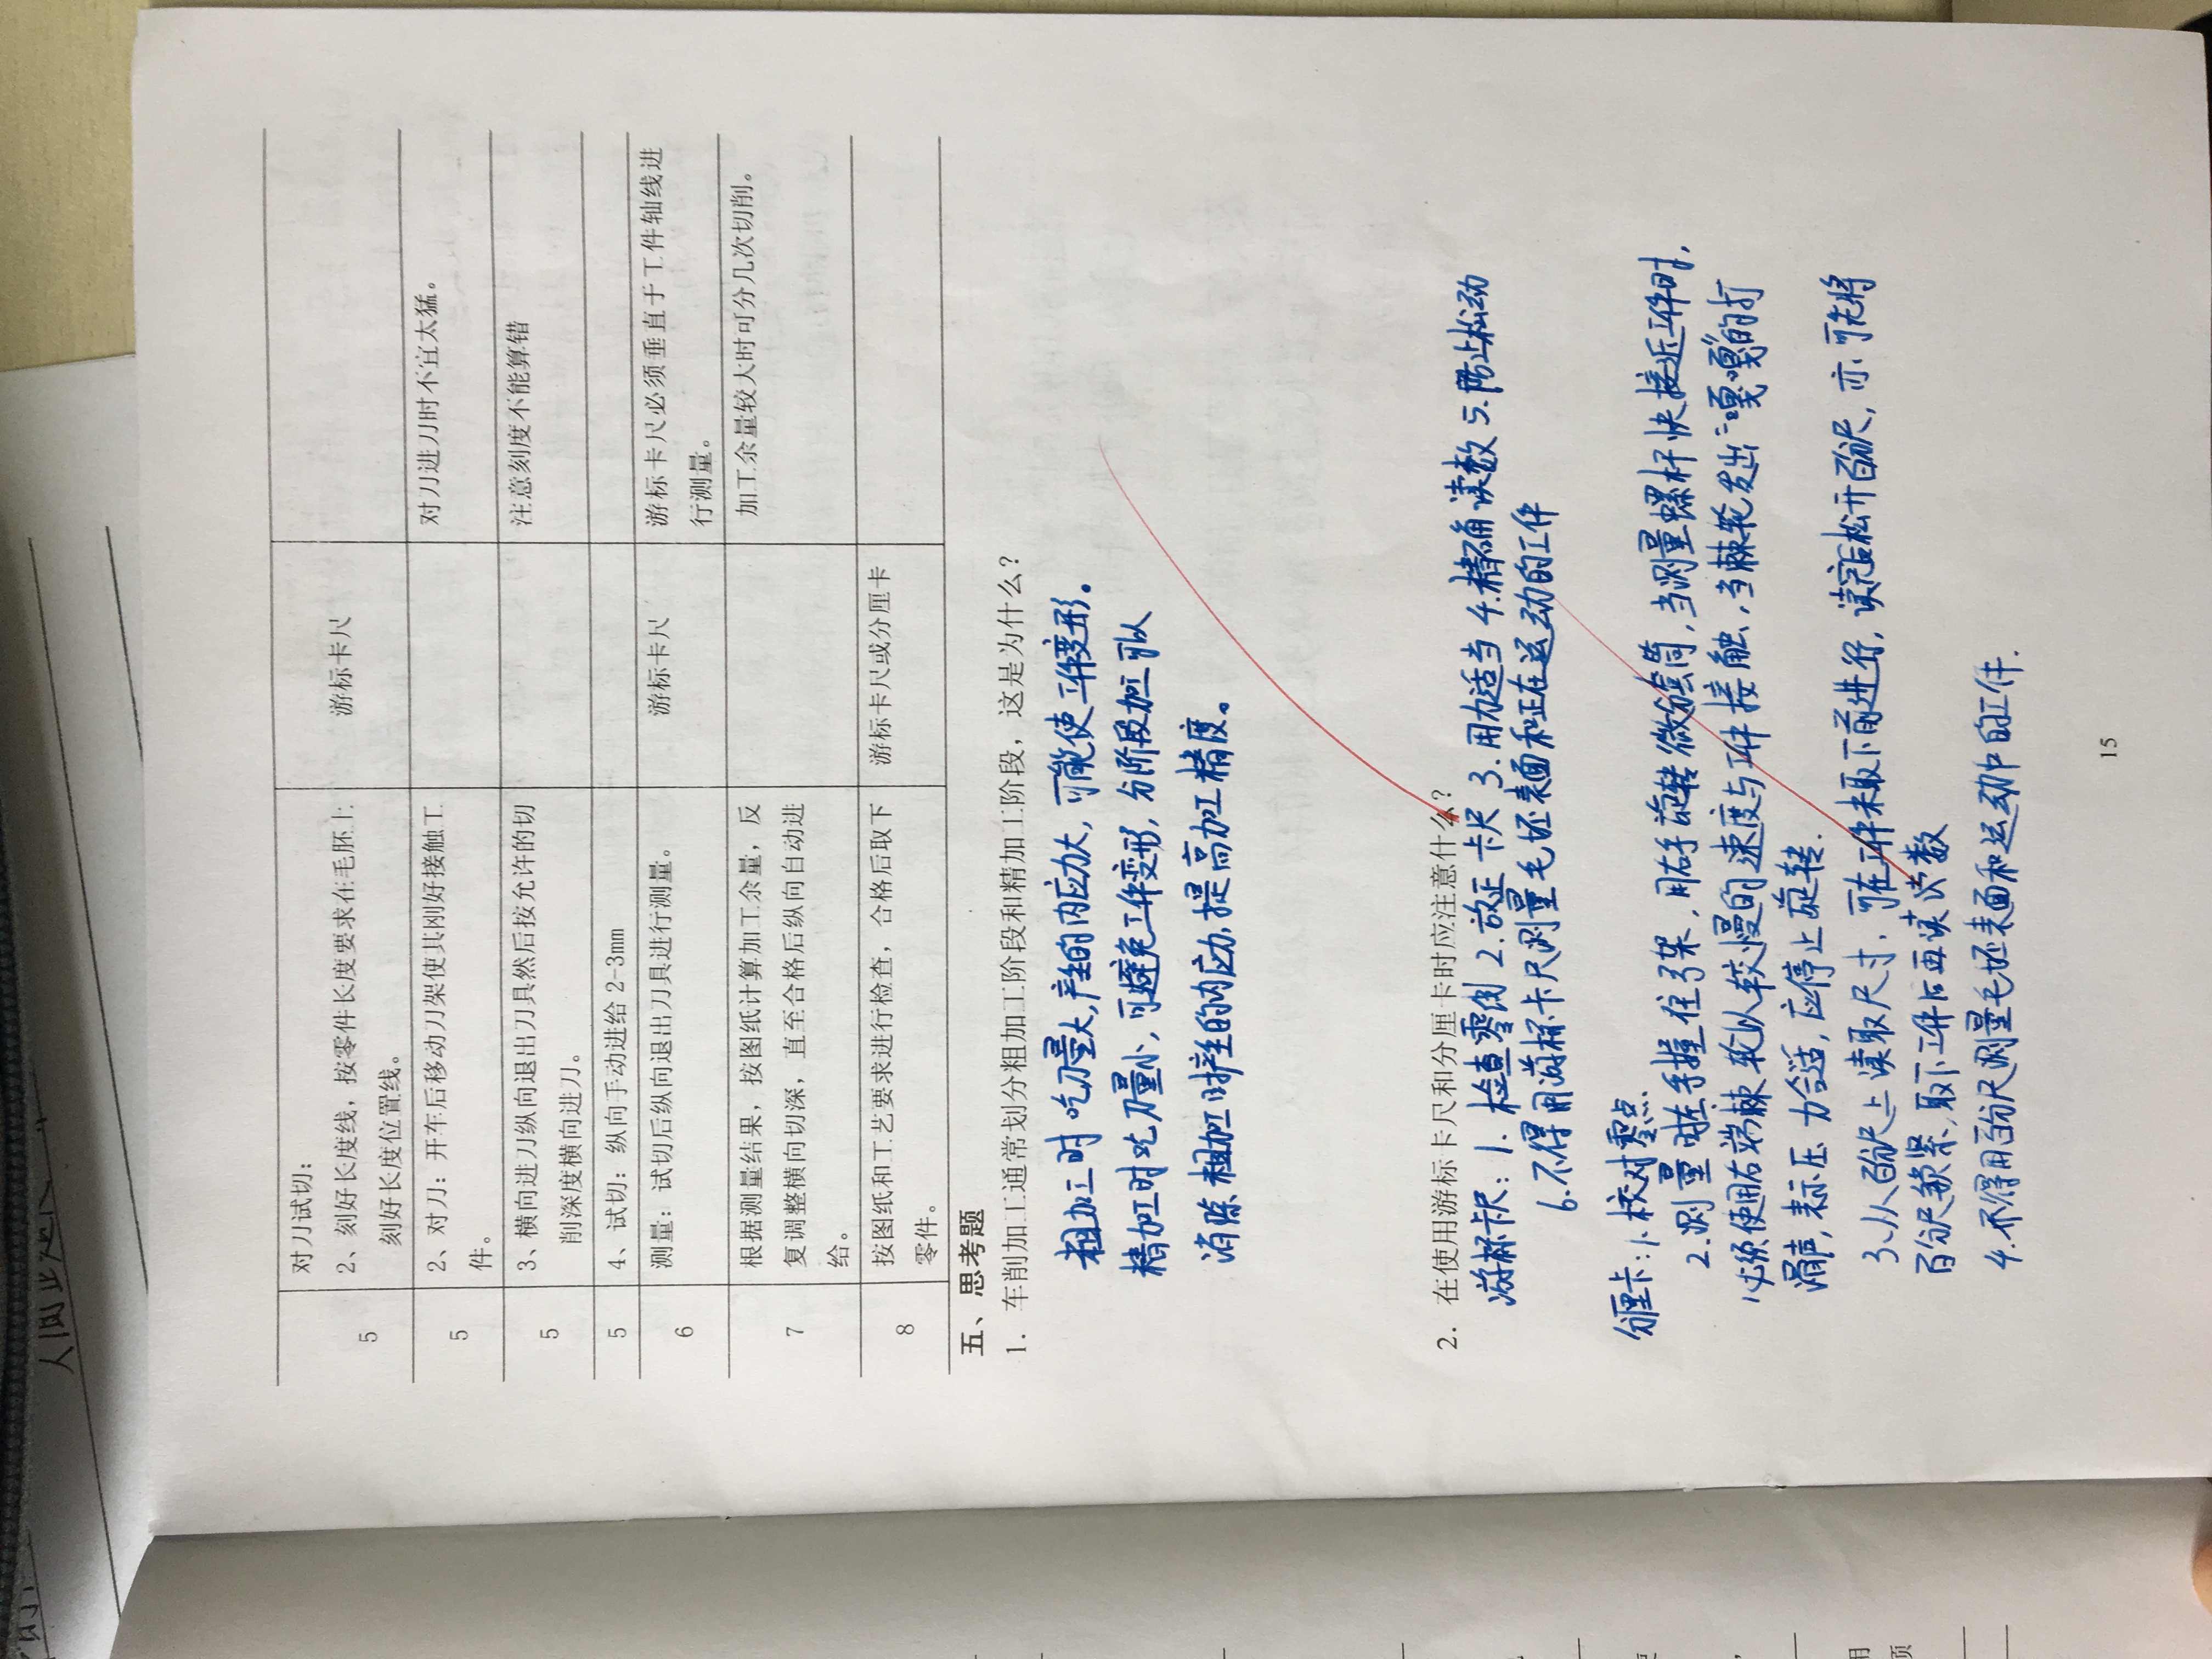 对刀试切：
5
2、刻好长度线，按零件长度要求在毛胚上
刻好长度位置线。
游标卡尺
5
2、对刀：开车后移动刀架使其刚好接触工
件。
对刀进刀时不宜太猛。
5
3、横向进刀纵向退出刀具然后按允许的切
削深度横向进刀。
注意刻度不能算错
5
4、试切：纵向手动进给 2-3mm
6
测量：试切后纵向退出刀具进行测量。
游标卡尺
游标卡尺必须垂直于工件轴线进
行测量。
7
根据测量结果，按图纸计算加工余量，反
复调整横向切深，直至合格后纵向自动进
给。
加工余量较大时可分几次切削。
8
按图纸和工艺要求进行检查，合格后取下
零件。
游标卡尺或分厘卡
五、思考题
1．车削加工通常划分粗加工阶段和精加工阶段，这是为什么？
粗加工时吃刀量大，产生的内应力大，可能使工件变形。
精加工时吃刀量小，可避免工件变形，分阶段加工可以
消除粗加工时产生的内应力，提高加工精度。
2．在使用游标卡尺和分厘卡时应注意什么？
游标卡尺：1. 检查零线 2.放正卡尺 3.用力适当 4.精确读数 5.防止松动
6.不得用游标卡尺测量毛坯表面和正在运动的工件
分厘卡：1.校对零点
2.测量时左手握住弓架，用右手旋转微分套筒，当测量螺杆快接近工件时，
必须使用右端棘轮以较慢的速度与工件接触，当棘轮发出“嘎嘎”的打
滑声，表示压力合适，应停止旋转.
3.从百分尺上读取尺寸，可在工件未取下前进行，读完后松开百分尺，亦可先将
百分尺锁紧，取下工件后再读数
4.不得用百分尺测量毛坯表面和运动中的工件.
15